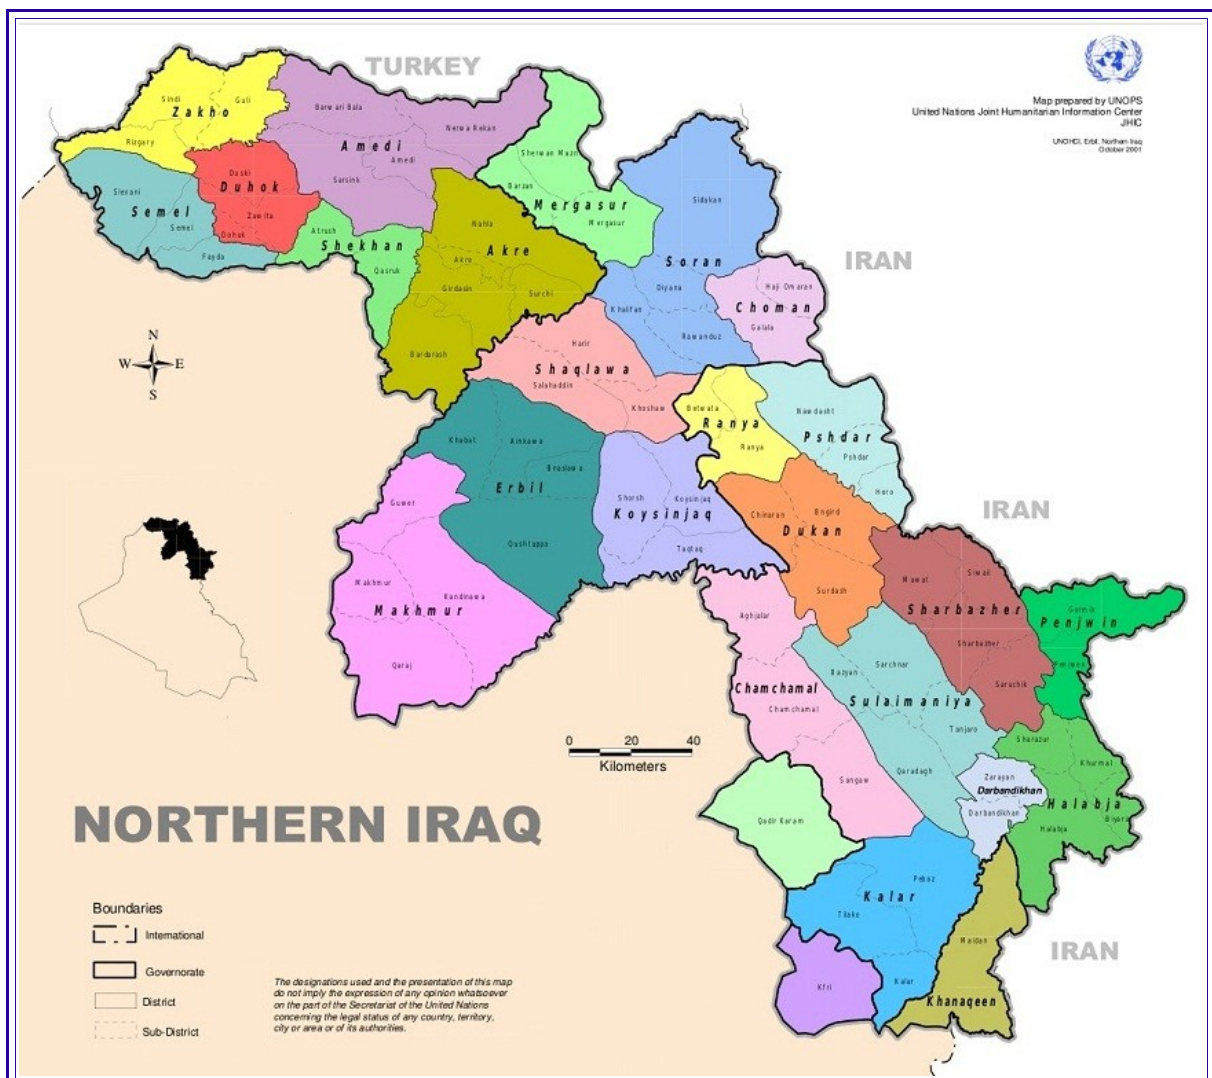 TURKEY
Map prepared by UNOPS
United Nations Joint Humanitarian Information Center
JHIC
UNOHCI, Erbil, Northern Iraq
October 2001
Sindi
Guli
Zakho
Rizgary
Barwari Bala
Nerwa Rekan
Amedi
Amedi
Sarsink
Sherwan Mazn
Barzan
Mergasur
Mergasur
Duski
Duhok
Zawita
Dohuk
Slevani
Semel
Semel
Fayda
Atrush
Shekhan
Qasruk
Nahla
Akre
Akre
Girdasin
Surchi
Bardarash
Sidakan
Soran
Diyana
Khalifan
Rawanduz
IRAN
Haji Omaran
Choman
Galala
N
W
E
S
Harir
Shaqlawa
Salahaddin
Khoshaw
Betwata
Ranya
Ranya
Nawdasht
Pshdar
Pshdar
Hero
Khabat
Ainkawa
Bnaslawa
Erbil
Qushtappa
Guwer
Makhmur
Kandinawa
Makhmur
Qaraj
Shorsh
Koysinjaq
Koysinjaq
Taqtaq
Chinaran
Bngird
Dukan
Surdash
IRAN
Mawat
Siwail
Sharbazher
Sharbazher
Saruchik
Garmik
Penjwin
Penjwen
Aghjalar
Chamchamal
Chamchamal
Sangaw
Bazyan
Sarchnar
Sulaimaniya
Tanjaro
Qaradagh
Sharazur
Khurmal
Halabja
Halabja
Biyara
Zarayan
Darbandikhan
Darbandikhan
0 20 40
Kilometers
NORTHERN IRAQ
Qadir Karam
Pebaz
Kalar
Tilako
Kalar
Kfri
Maidan
Khanaqeen
IRAN
Boundaries
International
Governorate
District
Sub-District
The designations used and the presentation of this map
do not imply the expression of any opinion whatsoever
on the part of the Secretariat of the United Nations
concerning the legal status of any country, territory,
city or area or of its authorities.